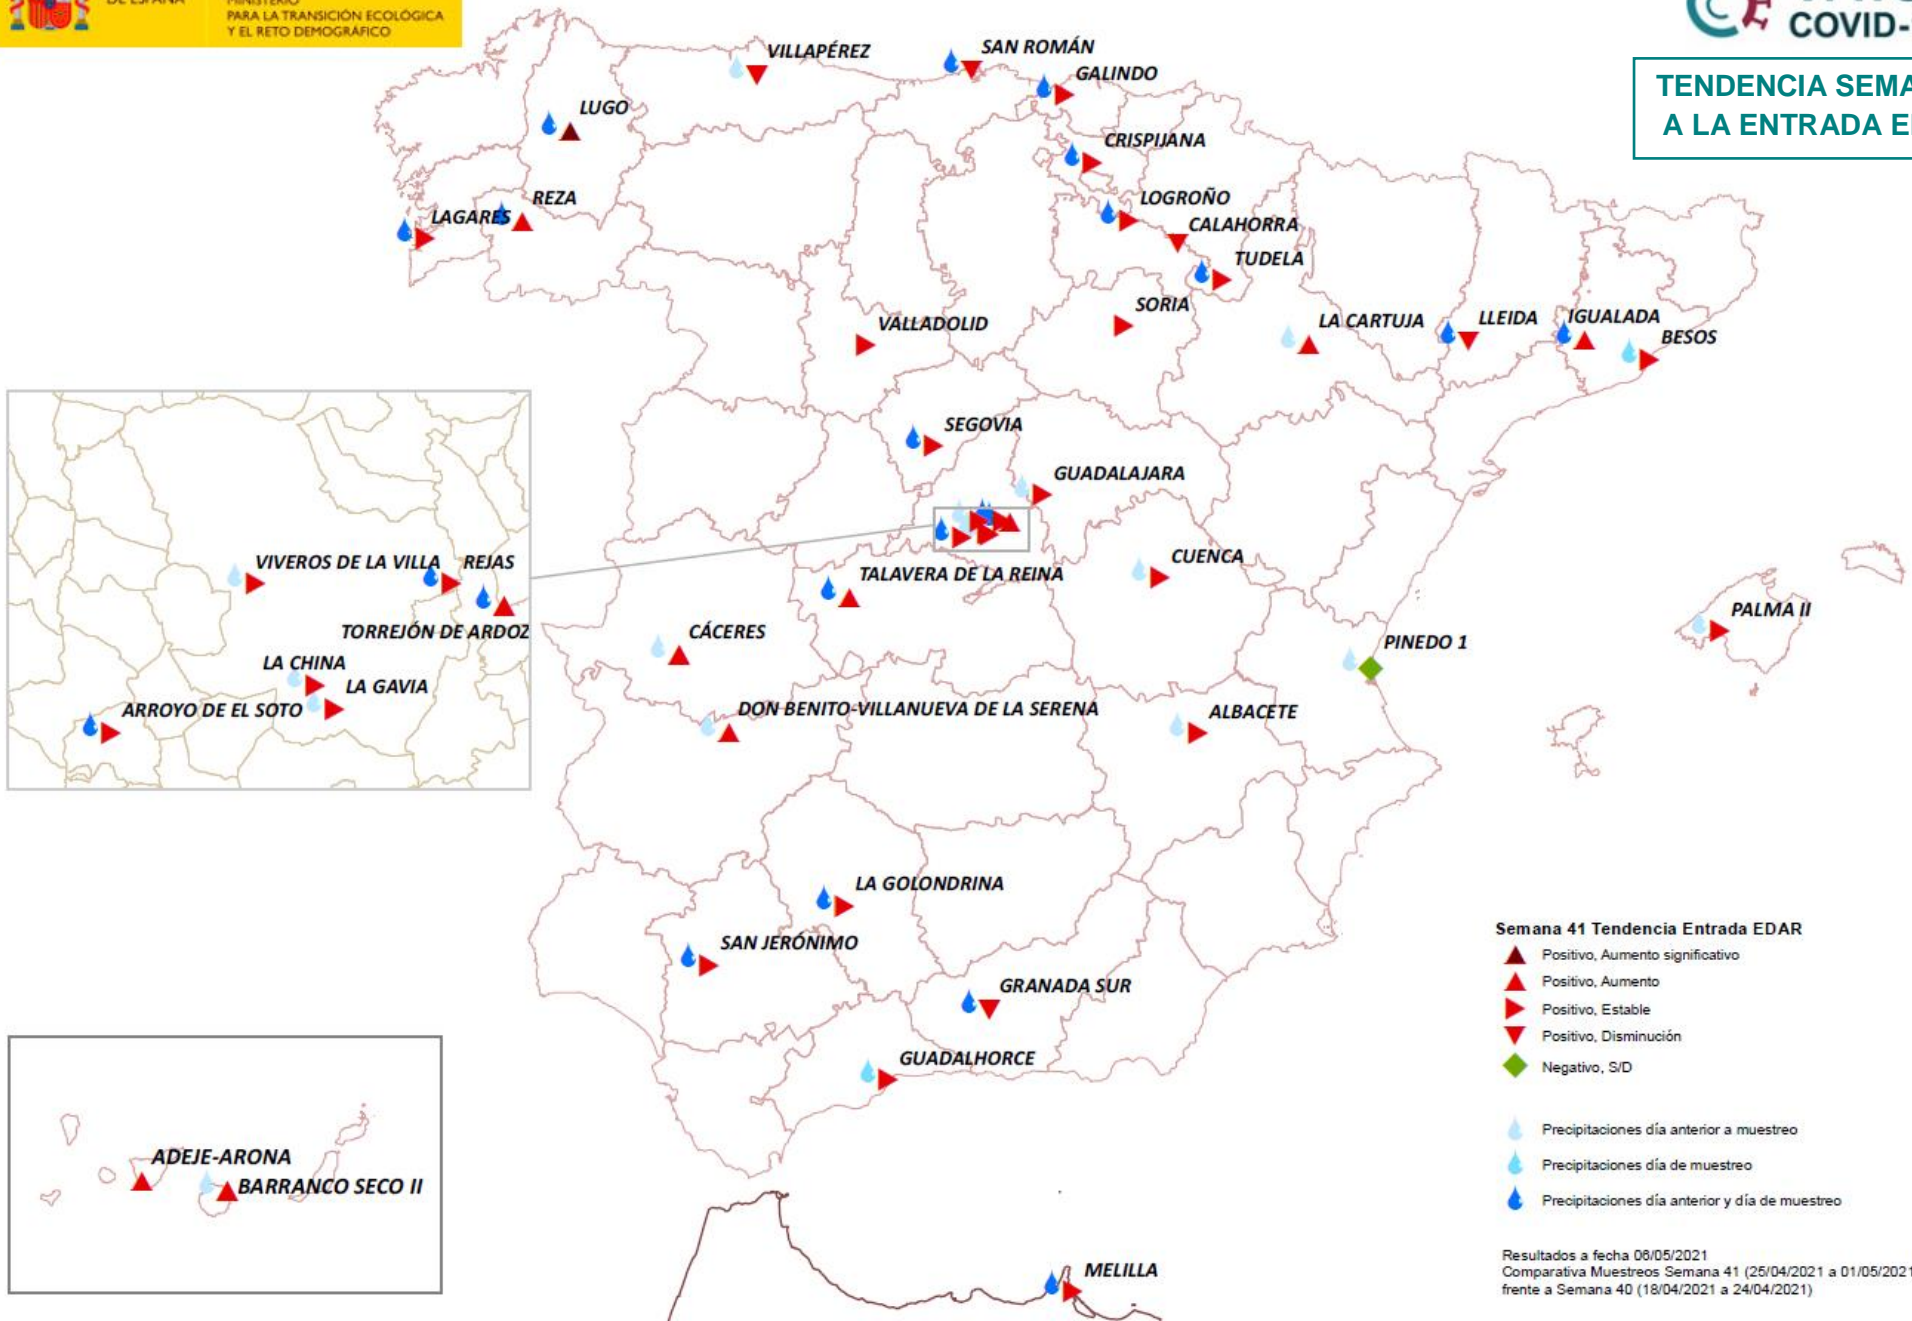 DE ESPAÑA
MINISTERIO
PARA LA TRANSICIÓN ECOLÓGICA
Y EL RETO DEMOGRÁFICO
COVID-
TENDENCIA SEMA
A LA ENTRADA E
VILLAPÉREZ
SAN ROMÁN
GALINDO
LUGO
CRISPIJANA
REZA
LAGARES
LOGROÑO
CALAHORRA
TUDELA
SORIA
VALLADOLID
LA CARTUJA
LLEIDA
IGUALADA
BESOS
SEGOVIA
GUADALAJARA
CUENCA
TALAVERA DE LA REINA
VIVEROS DE LA VILLA
REJAS
TORREJÓN DE ARDOZ
LA CHINA
LA GAVIA
ARROYO DE EL SOTO
CÁCERES
PALMA II
PINEDO 1
DON BENITO-VILLANUEVA DE LA SERENA
ALBACETE
LA GOLONDRINA
SAN JERÓNIMO
GRANADA SUR
GUADALHORCE
ADEJE-ARONA
BARRANCO SECO II
MELILLA
Semana 41 Tendencia Entrada EDAR
Positivo, Aumento significativo
Positivo, Aumento
Positivo, Estable
Positivo, Disminución
Negativo, S/D
Precipitaciones día anterior a muestreo
Precipitaciones día de muestreo
Precipitaciones día anterior y día de muestreo
Resultados a fecha 06/05/2021
Comparativa Muestreos Semana 41 (25/04/2021 a 01/05/2021
frente a Semana 40 (18/04/2021 a 24/04/2021)